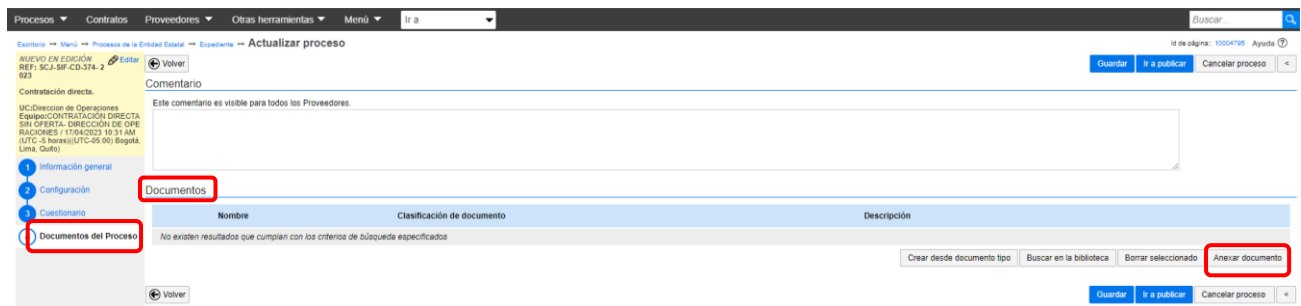 Procesos Contratos Proveedores Otras herramientas Menú Ir a Buscar...
Escritorio → Menú → Procesos de la Entidad Estatal → Expediente → Actualizar proceso Id de página:: 10004795 Ayuda
NUEVO EN EDICIÓN Editar
REF: SCJ-SIF-CD-374- 2
023
Contratación directa.
UC:Direccion de Operaciones
Equipo:CONTRATACIÓN DIRECTA
SIN OFERTA- DIRECCIÓN DE OPE
RACIONES / 17/04/2023 10:31 AM
(UTC -5 horas)((UTC-05:00) Bogotá,
Lima, Quito)
1 Información general
2 Configuración
3 Cuestionario
Documentos del Proceso
Volver Guardar Ir a publicar Cancelar proceso <
Comentario
Este comentario es visible para todos los Proveedores.
Documentos
Nombre Clasificación de documento Descripción
No existen resultados que cumplan con los criterios de búsqueda especificados
Crear desde documento tipo Buscar en la biblioteca Borrar seleccionado Anexar documento
Volver Guardar Ir a publicar Cancelar proceso <